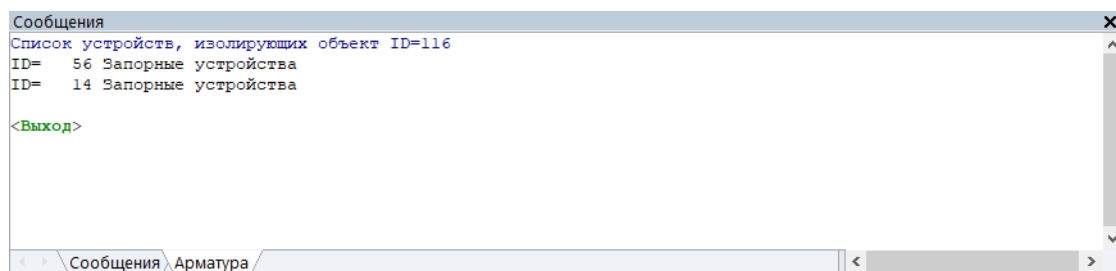 Сообщения
Список устройств, изолирующих объект ID=116
ID=   56 Запорные устройства
ID=   14 Запорные устройства
<Выход>
Сообщения Арматура